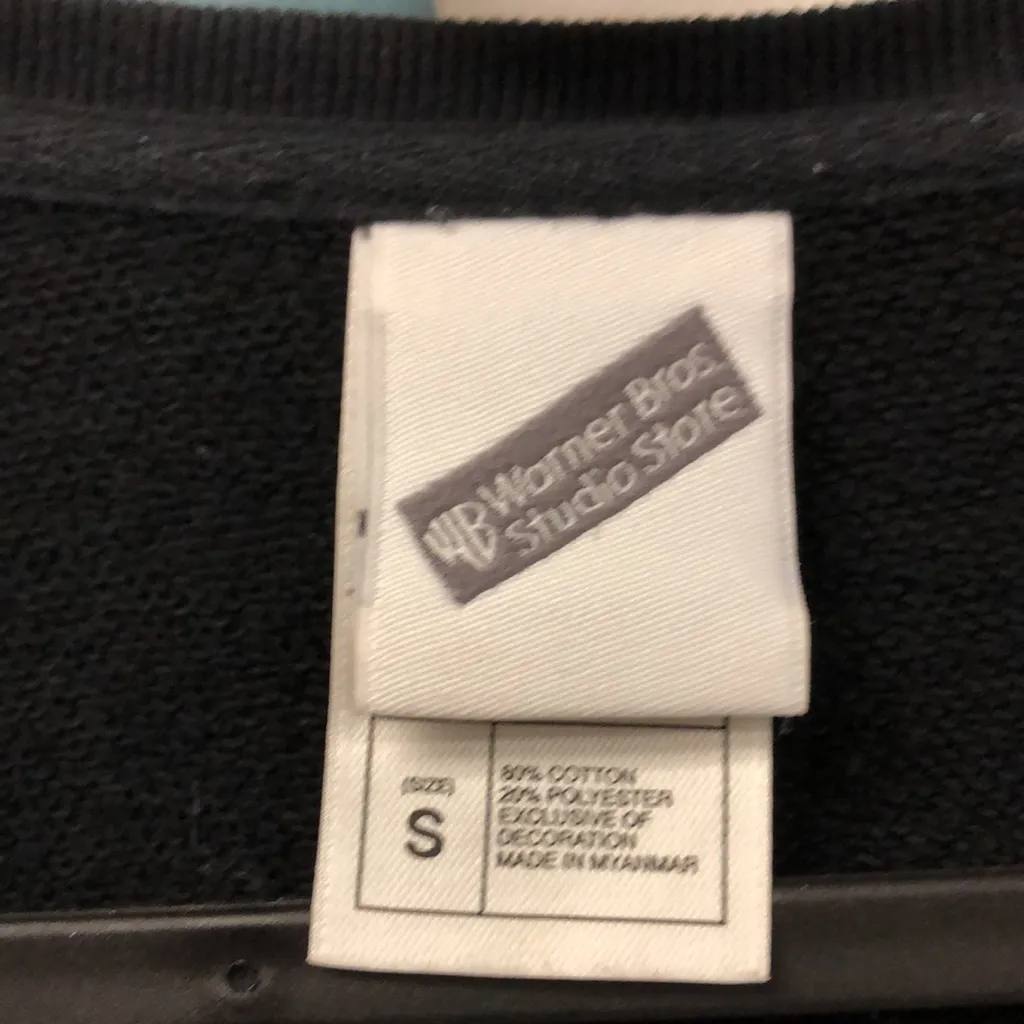 WB Warner Bros.
Studio Store
(SIZE)
S
80% COTTON
20% POLYESTER
EXCLUSIVE OF
DECORATION
MADE IN MYANMAR